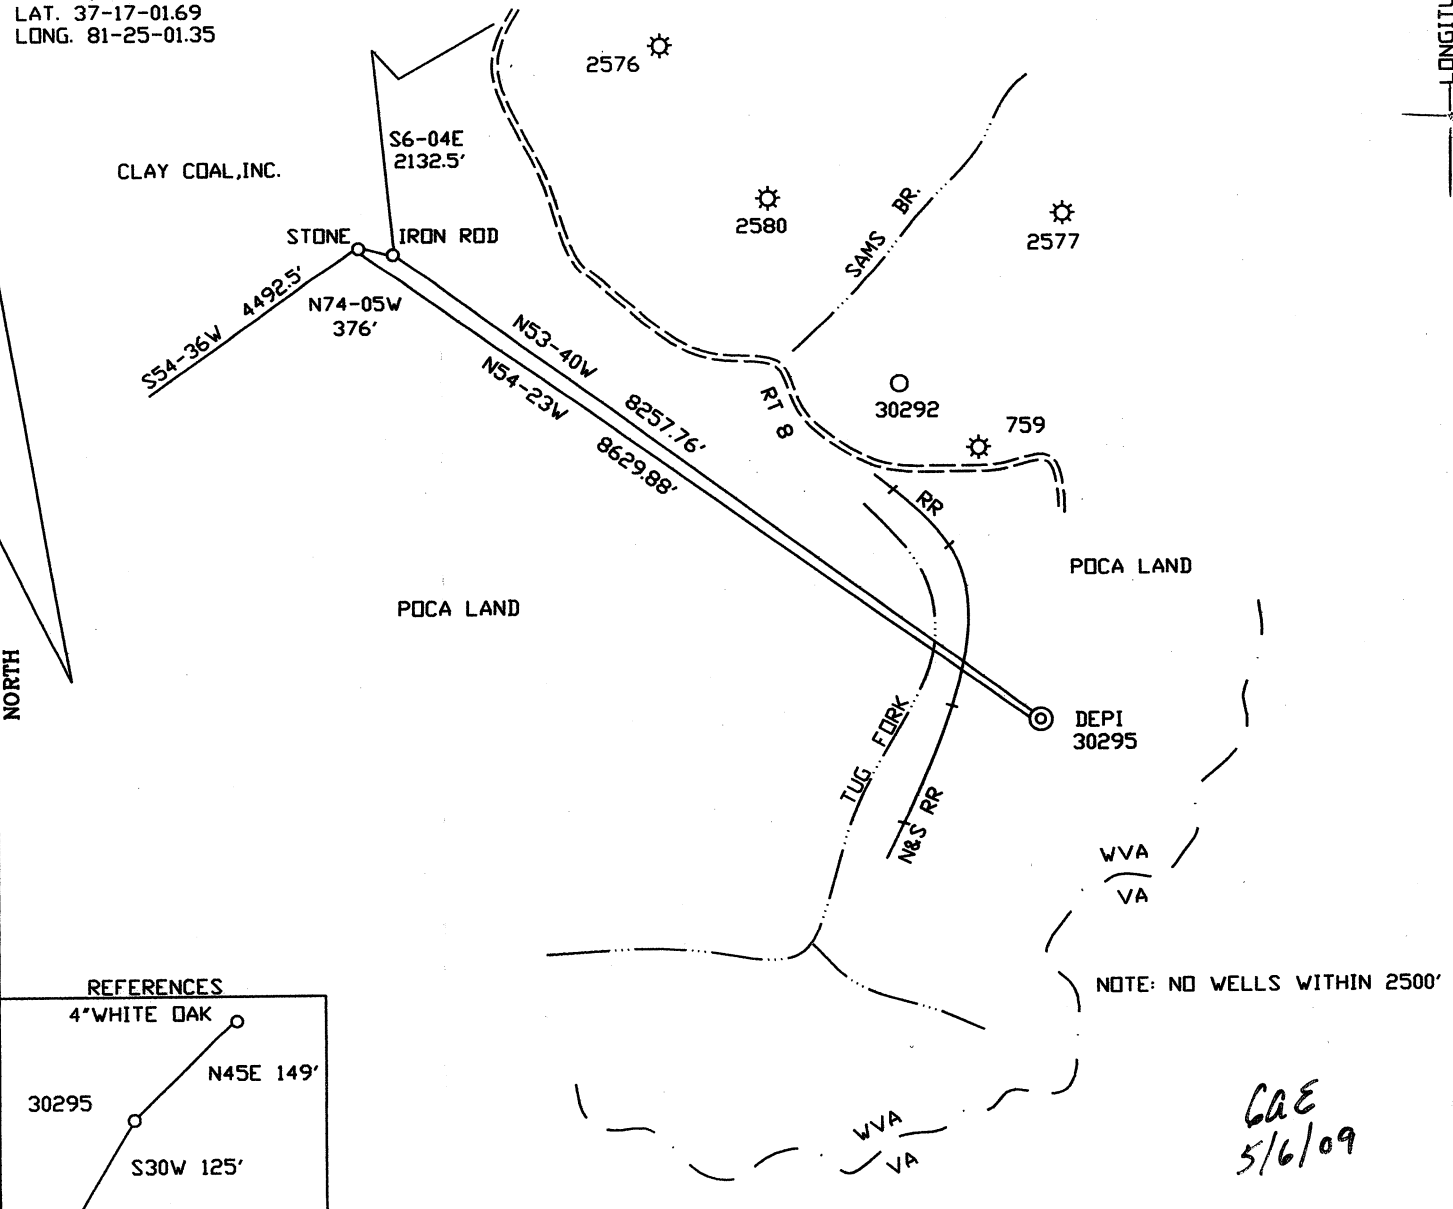 LAT. 37-17-01.69
LONG. 81-25-01.35
2576
S6-04E
2132.5'
CLAY COAL,INC.
2580
SAMS BR.
2577
STONE
IRON ROD
S54-36W 4492.5'
N74-05W
376'
N53-40W 8257.76'
N54-23W 8629.88'
RT 8
30292
759
RR
POCA LAND
POCA LAND
NORTH
DEPI
30295
TUG FORK
N&S RR
WVA
VA
REFERENCES
4"WHITE OAK
N45E 149'
30295
S30W 125'
NOTE: NO WELLS WITHIN 2500'
WVA
VA
5/6/09